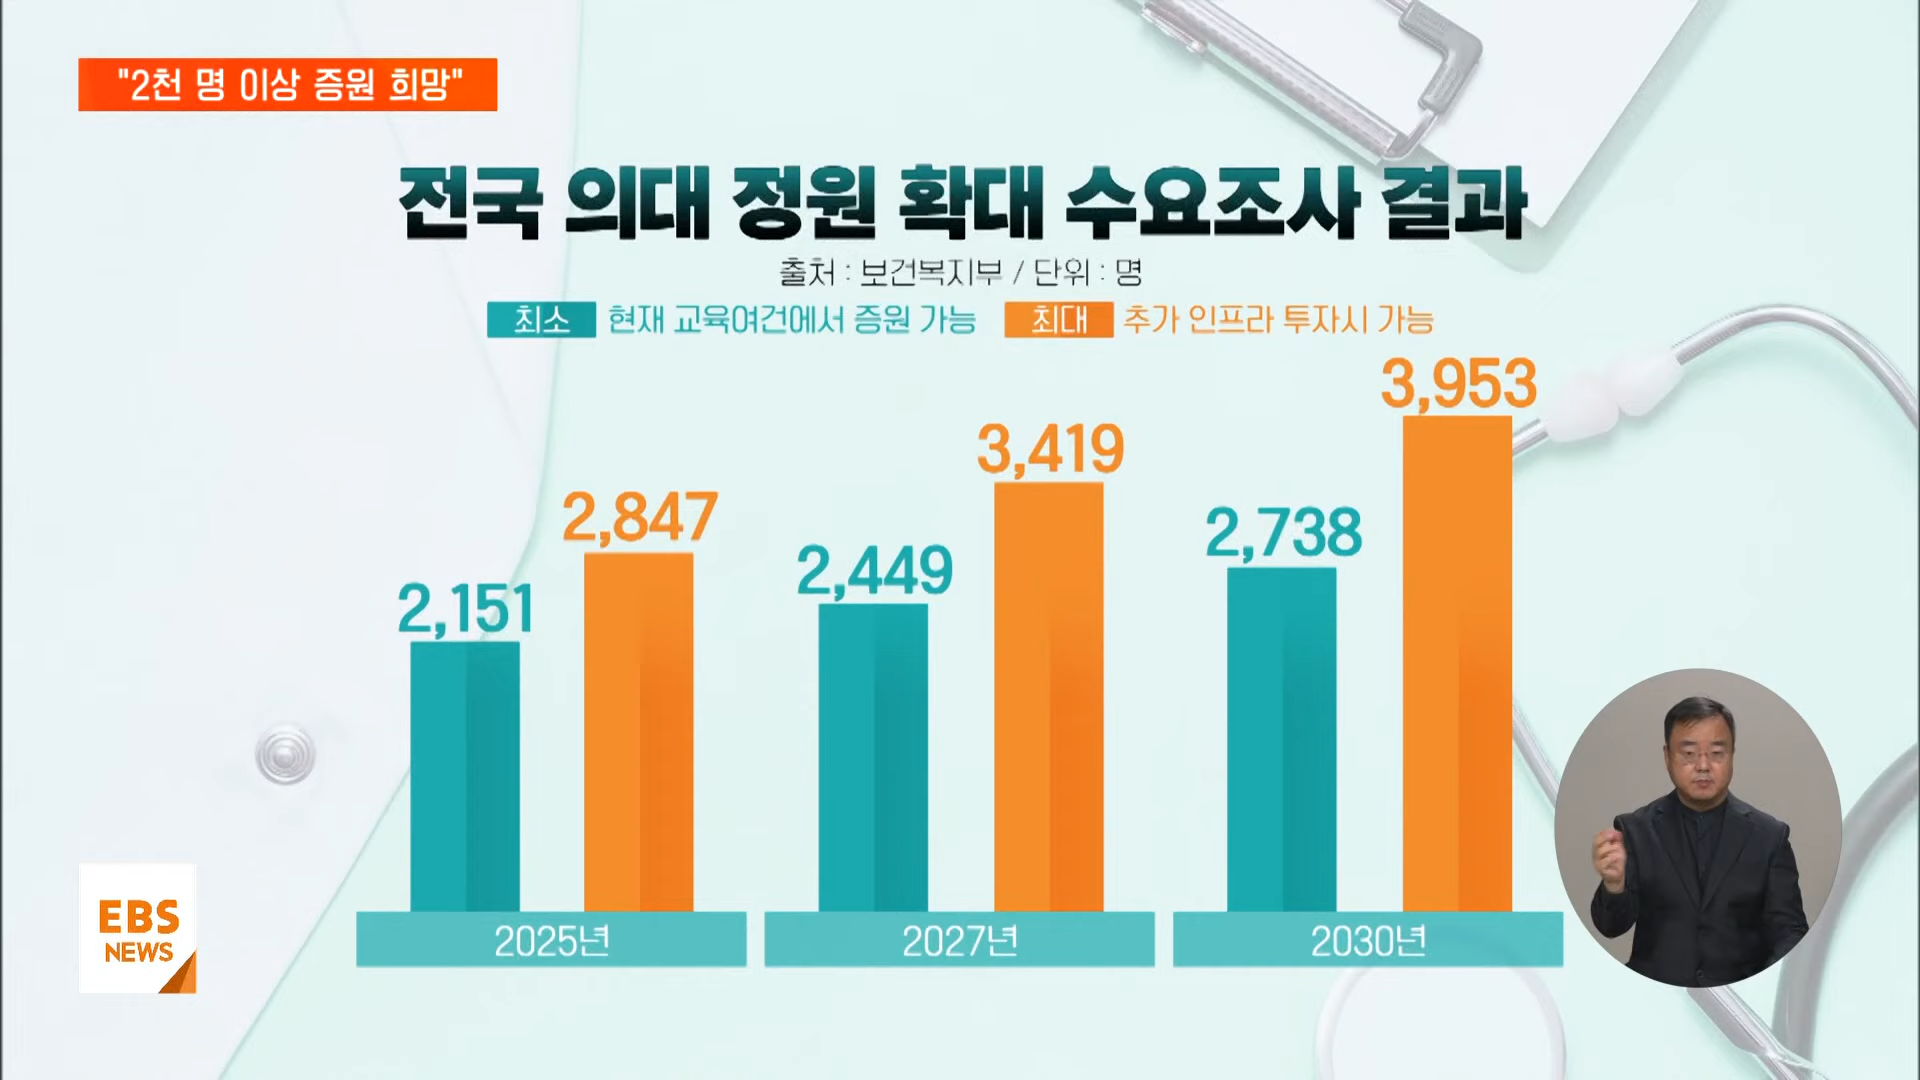 "2천 명 이상 증원 희망"
전국 의대 정원 확대 수요조사 결과
출처 : 보건복지부 / 단위 : 명
최소 현재 교육여건에서 증원 가능 최대 추가 인프라 투자시 가능
2,151 2,847 2,449 3,419 2,738 3,953
2025년 2027년 2030년
EBS
NEWS